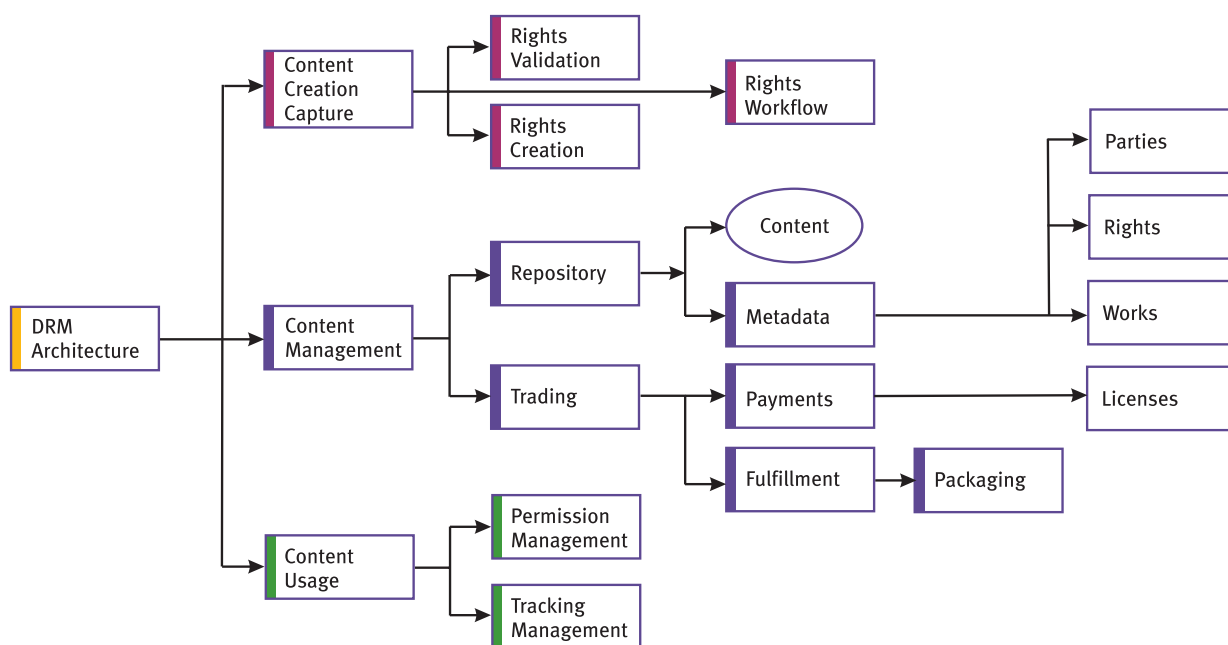 Rights
Validation
Content
Creation
Capture
Rights
Workflow
Rights
Creation
Parties
Content
Rights
Repository
Metadata
Works
DRM
Architecture
Content
Management
Trading
Payments
Licenses
Fulfillment
Packaging
Permission
Management
Content
Usage
Tracking
Management